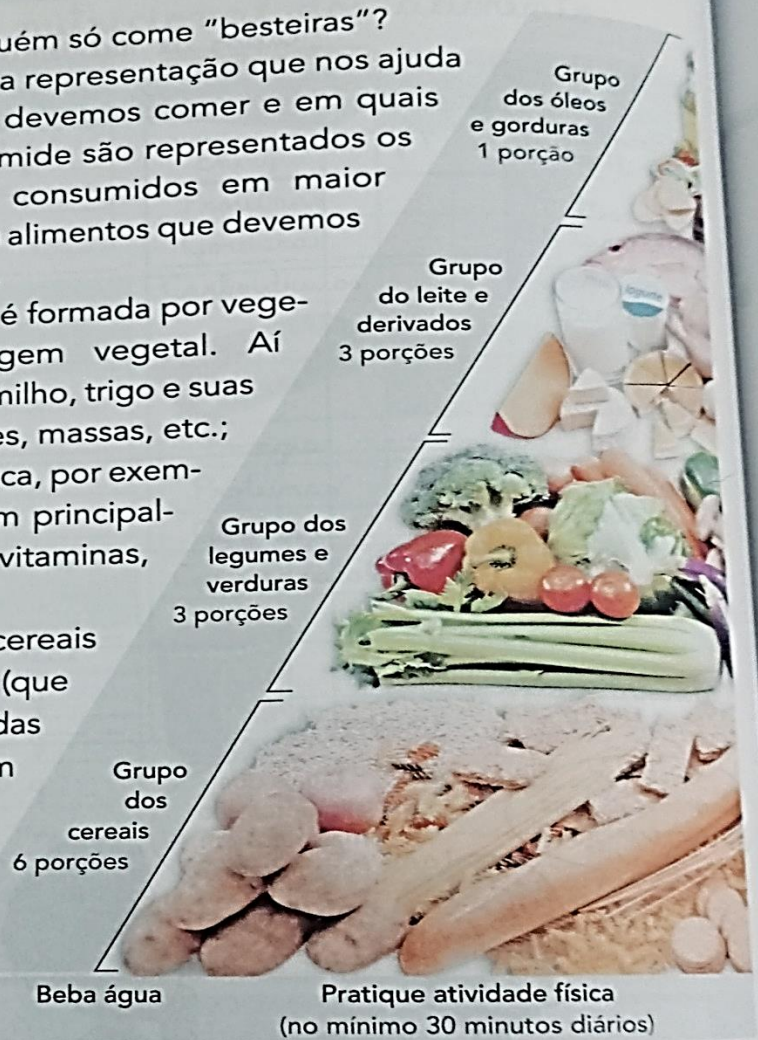 uém só come "besteiras"?
a representação que nos ajuda
devemos comer e em quais
mide são representados os
consumidos em maior
alimentos que devemos
é formada por vege-
gem vegetal. Aí
nilho, trigo e suas
es, massas, etc.;
ca, por exem-
m principal-
vitaminas,
cereais
(que
das
n
Grupo
dos óleos
e gorduras
1 porção
Grupo
do leite e
derivados
3 porções
iogurte
Grupo dos
legumes e
verduras
3 porções
Grupo
dos
cereais
6 porções
Beba água
Pratique atividade física
(no mínimo 30 minutos diários)